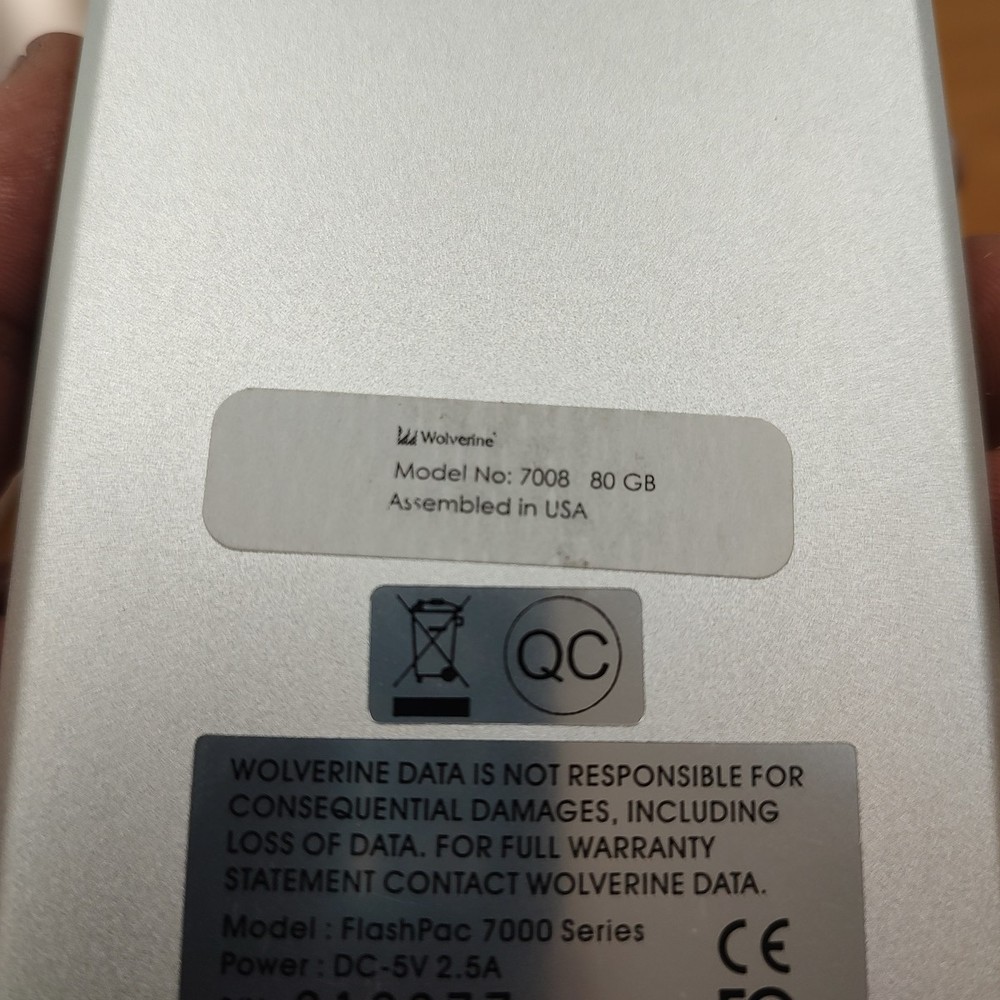 Wolverine
Model No: 7008 80 GB
Assembled in USA
QC
WOLVERINE DATA IS NOT RESPONSIBLE FOR
CONSEQUENTIAL DAMAGES, INCLUDING
LOSS OF DATA. FOR FULL WARRANTY
STATEMENT CONTACT WOLVERINE DATA.
Model : FlashPac 7000 Series
Power : DC-5V 2.5A
CE